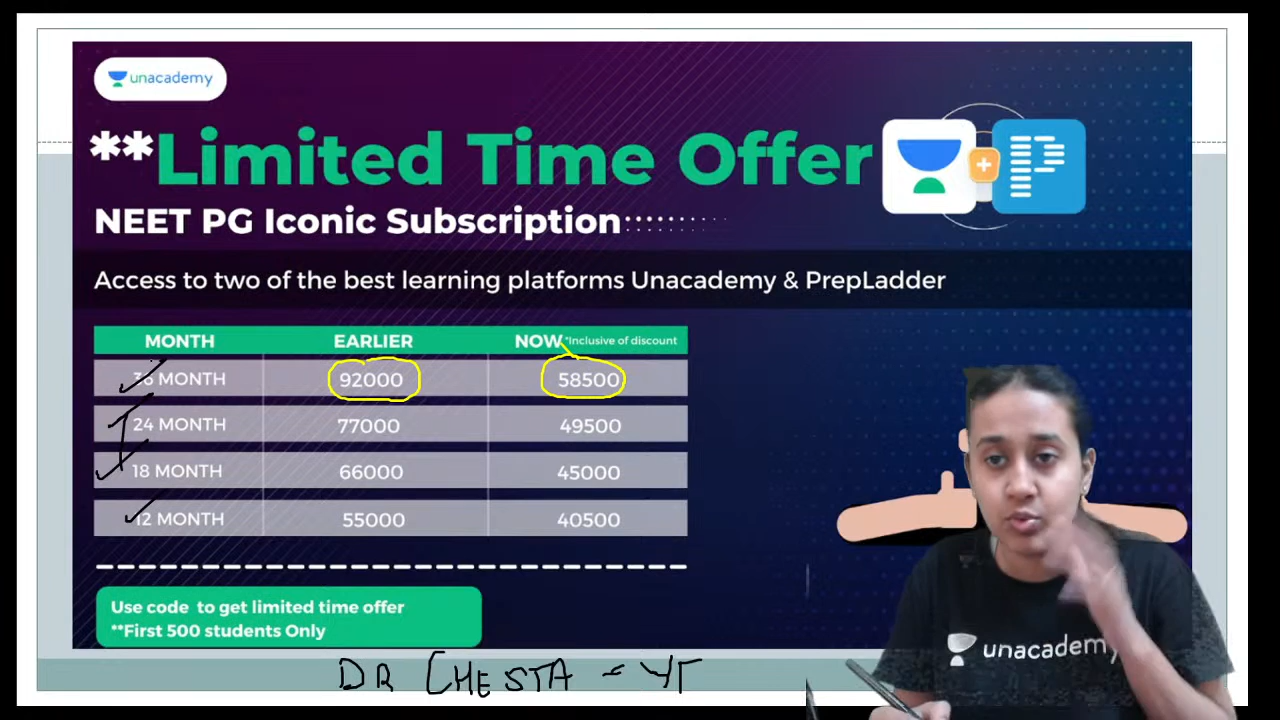 unacademy
**Limited Time Offer
NEET PG Iconic Subscription
Access to two of the best learning platforms Unacademy & PrepLadder
MONTH EARLIER NOW *Inclusive of discount
36 MONTH 92000 58500
24 MONTH 77000 49500
18 MONTH 66000 45000
12 MONTH 55000 40500
Use code to get limited time offer
**First 500 students Only
DR CHESTA - YT
unacademy